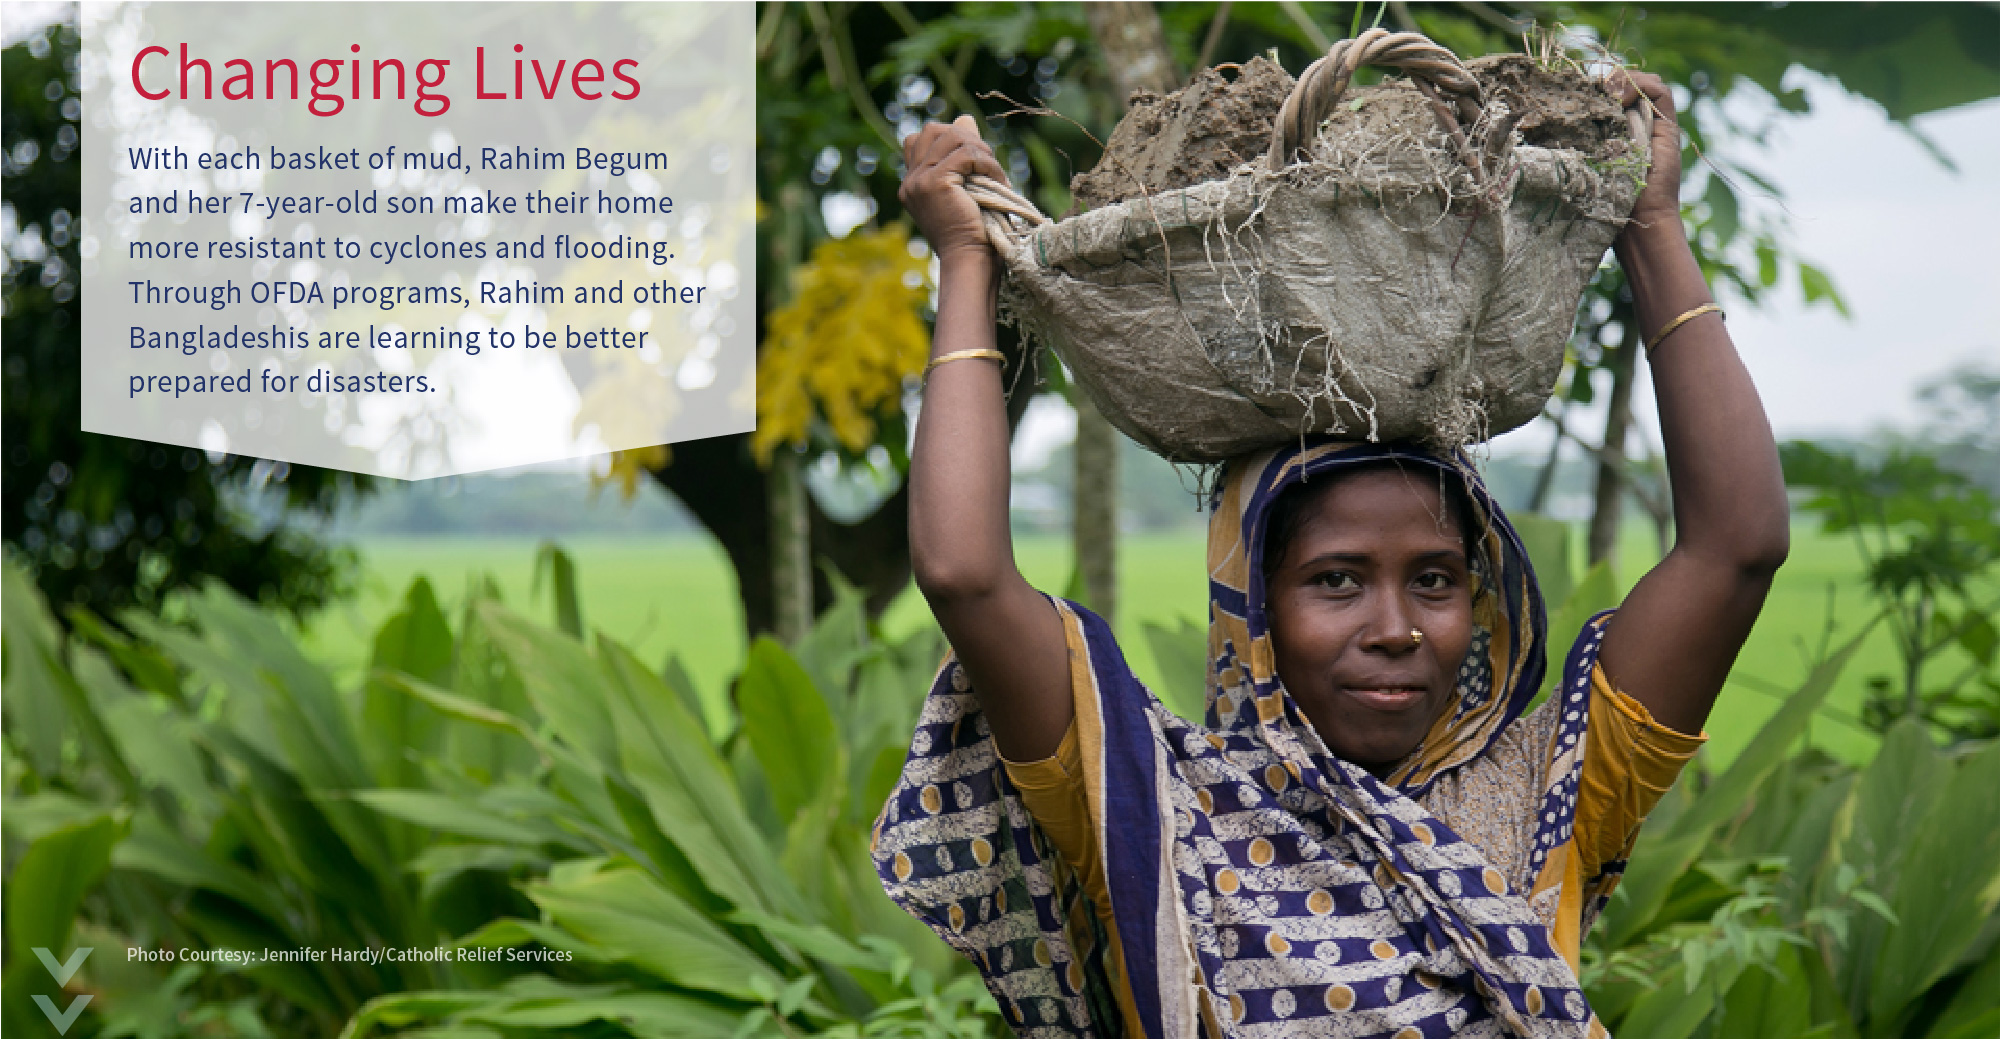 Changing Lives
With each basket of mud, Rahim Begum
and her 7-year-old son make their home
more resistant to cyclones and flooding.
Through OFDA programs, Rahim and other
Bangladeshis are learning to be better
prepared for disasters.
Photo Courtesy: Jennifer Hardy/Catholic Relief Services